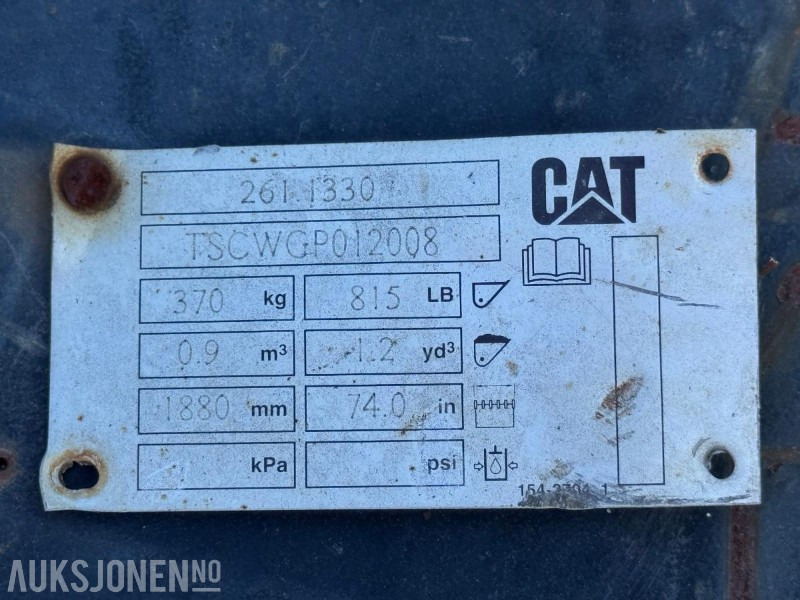 261 1330
CAT
TSCWGP012008
370 kg 815 LB
0.9 m³ 1.2 yd³
1880 mm 74.0 in
kPa psi
AUKSJONEN.NO